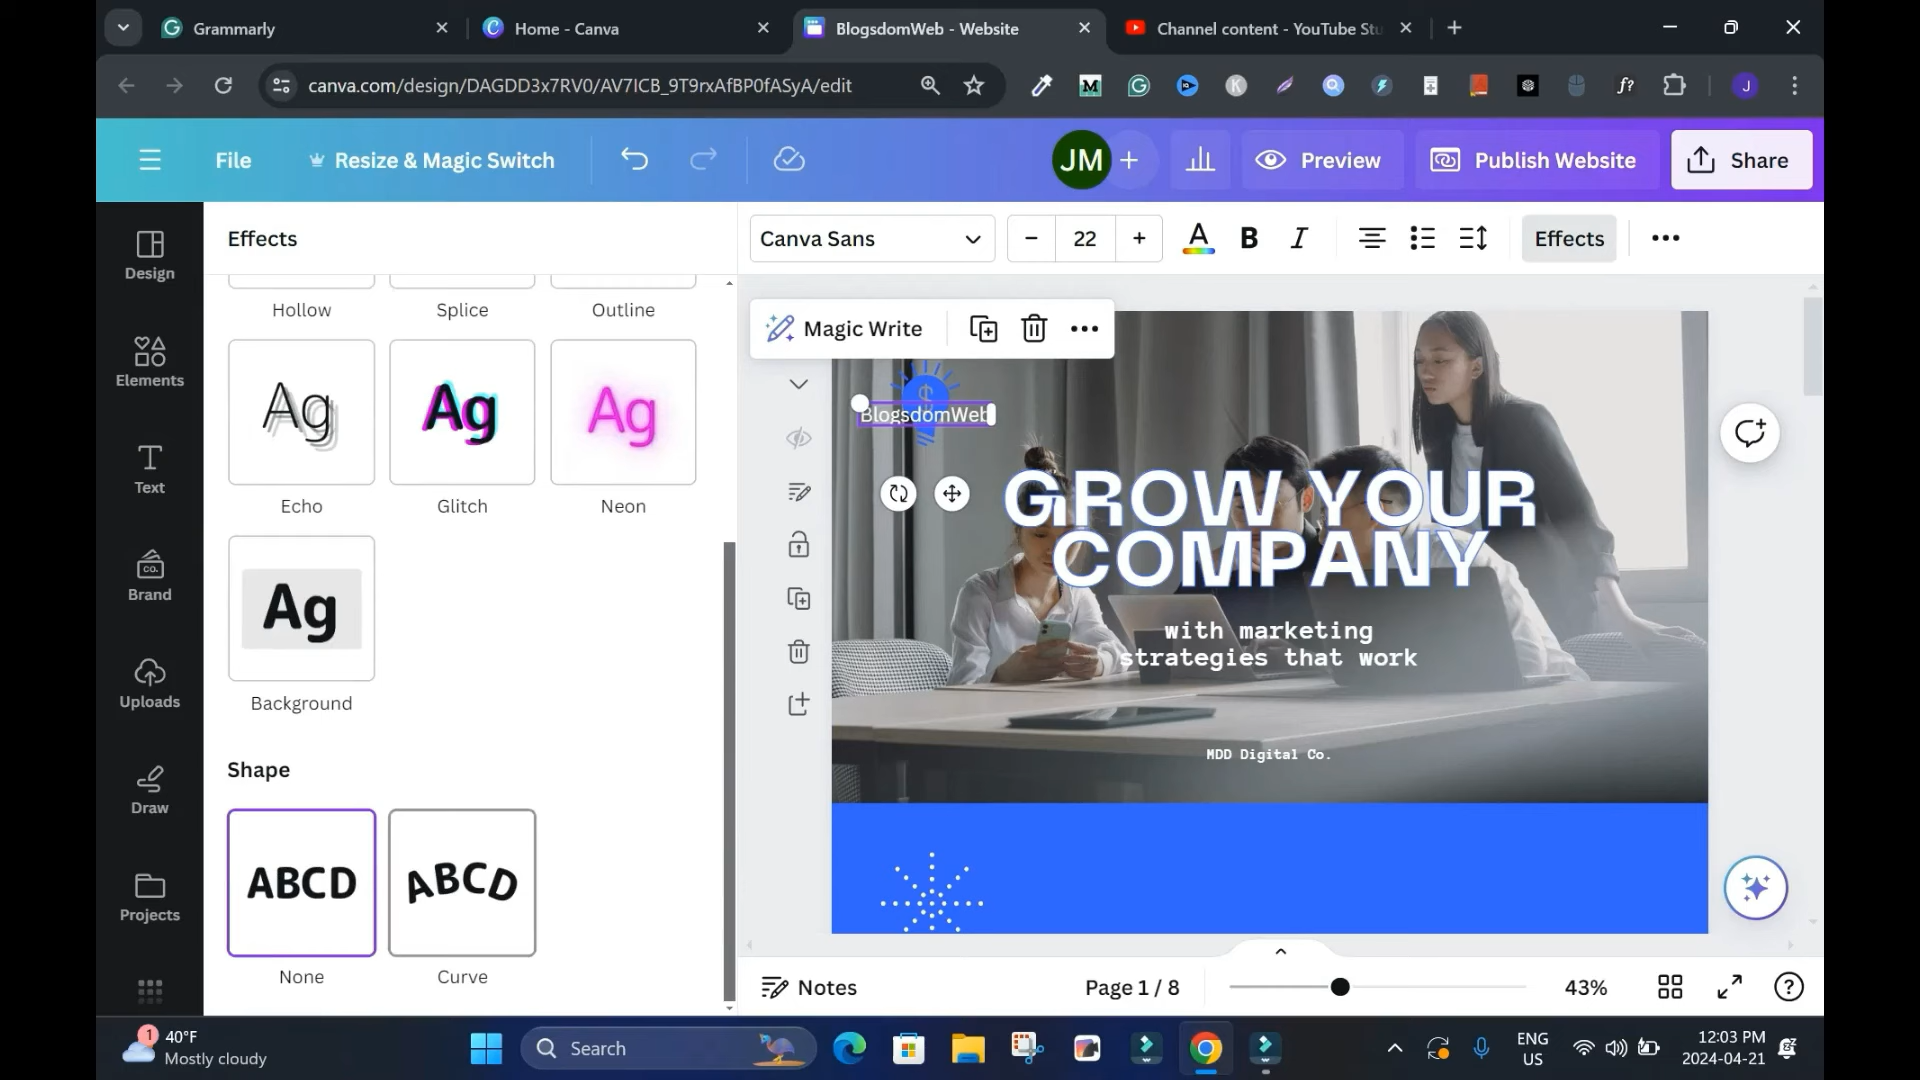 Grammarly
Home - Canva
BlogsdomWeb - Website
Channel content - YouTube Stu
canva.com/design/DAGDD3x7RV0/AV7ICB_9T9rxAfBP0fASyA/edit
M
K
f?
J
File
Resize & Magic Switch
JM
Preview
Publish Website
Share
Design
Elements
Text
Brand
CO.
Uploads
Draw
Projects
Effects
Hollow
Splice
Outline
Ag
Ag
Ag
Echo
Glitch
Neon
Ag
Background
Shape
ABCD
ABCD
None
Curve
Canva Sans
22
A
B
I
Effects
Magic Write
$
BlogsdomWeb
GROW YOUR
COMPANY
with marketing
strategies that work
MDD Digital Co.
Notes
Page 1 / 8
43%
1
40°F
Mostly cloudy
Search
ENG
US
12:03 PM
2024-04-21